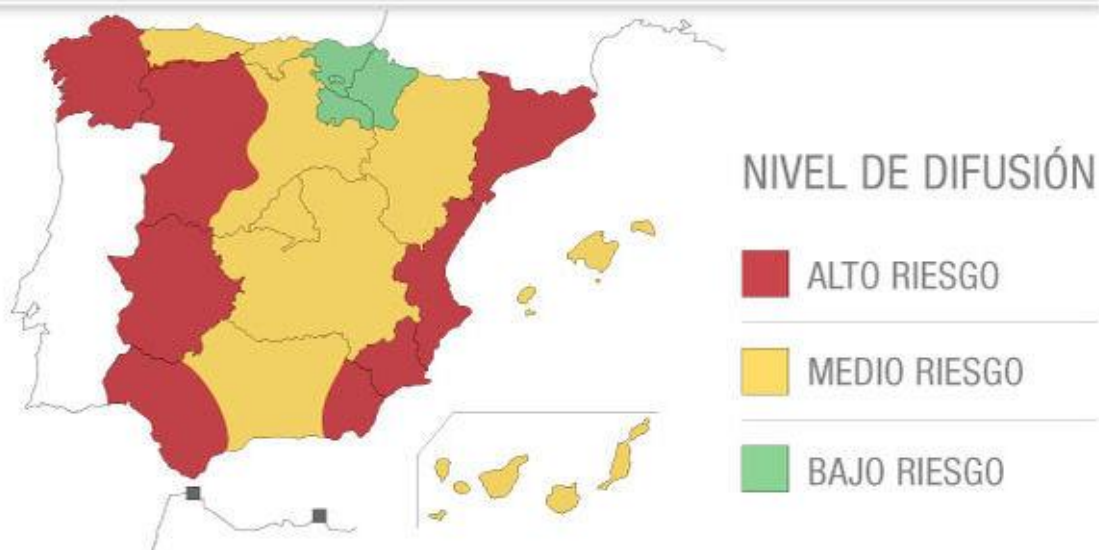 NIVEL DE DIFUSIÓN
ALTO RIESGO
MEDIO RIESGO
BAJO RIESGO